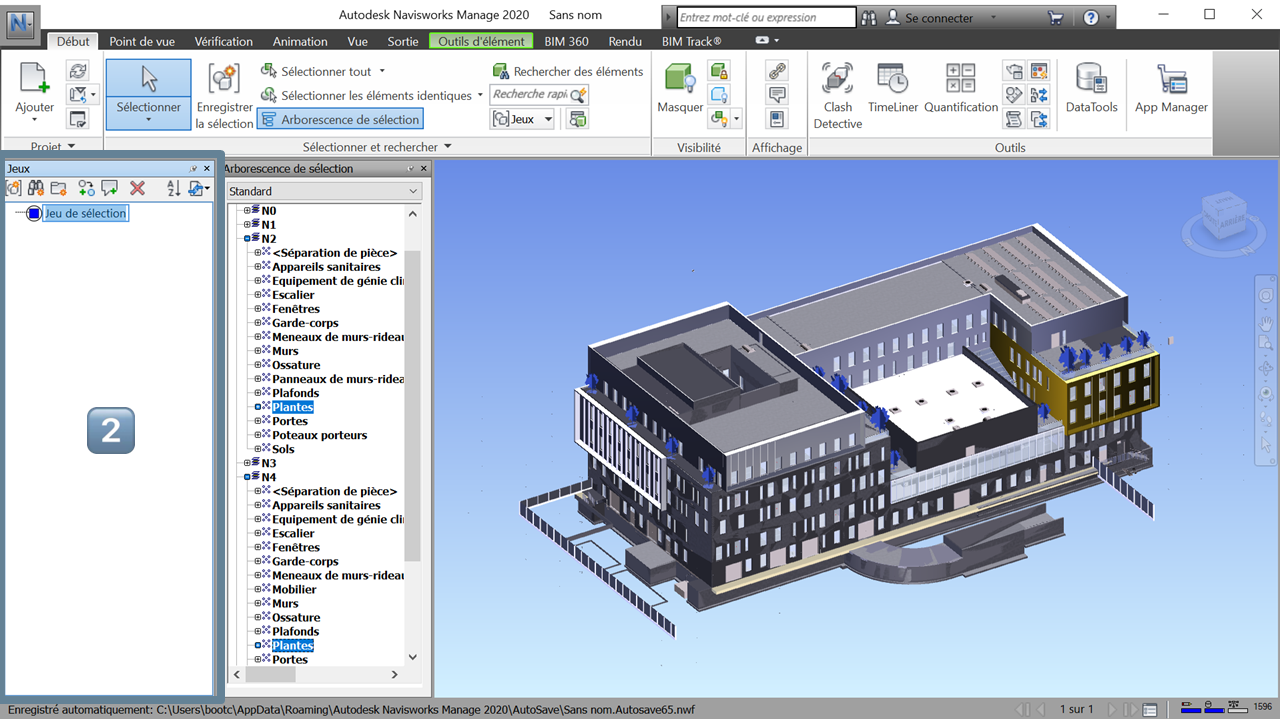 Autodesk Navisworks Manage 2020 Sans nom
Entrez mot-clé ou expression
Se connecter
Début Point de vue Vérification Animation Vue Sortie Outils d'élément BIM 360 Rendu BIM Track®
Ajouter
Projet
Sélectionner
Enregistrer
la sélection
Sélectionner tout
Sélectionner les éléments identiques
Arborescence de sélection
Rechercher des éléments
Recherche rapi
Jeux
Sélectionner et rechercher
Masquer
Visibilité
Affichage
Clash
Detective
TimeLiner
Quantification
DataTools
App Manager
Outils
Jeux
Jeu de sélection
2
Arborescence de sélection
Standard
N0
N1
N2
<Séparation de pièce>
Appareils sanitaires
Equipement de génie cli
Escalier
Fenêtres
Garde-corps
Meneaux de murs-rideau
Murs
Ossature
Panneaux de murs-ridea
Plafonds
Plantes
Portes
Poteaux porteurs
Sols
N3
N4
<Séparation de pièce>
Appareils sanitaires
Equipement de génie cli
Escalier
Fenêtres
Garde-corps
Meneaux de murs-rideau
Mobilier
Murs
Ossature
Plafonds
Plantes
Portes
Enregistré automatiquement: C:\Users\bootc\AppData\Roaming\Autodesk Navisworks Manage 2020\AutoSave\Sans nom.Autosave65.nwf
1 sur 1
1596